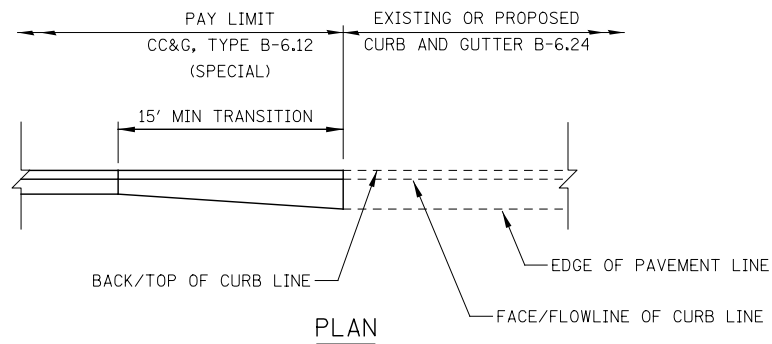 PAY LIMIT
CC&G, TYPE B-6.12
(SPECIAL)
EXISTING OR PROPOSED
CURB AND GUTTER B-6.24
15' MIN TRANSITION
BACK/TOP OF CURB LINE
EDGE OF PAVEMENT LINE
FACE/FLOWLINE OF CURB LINE
PLAN